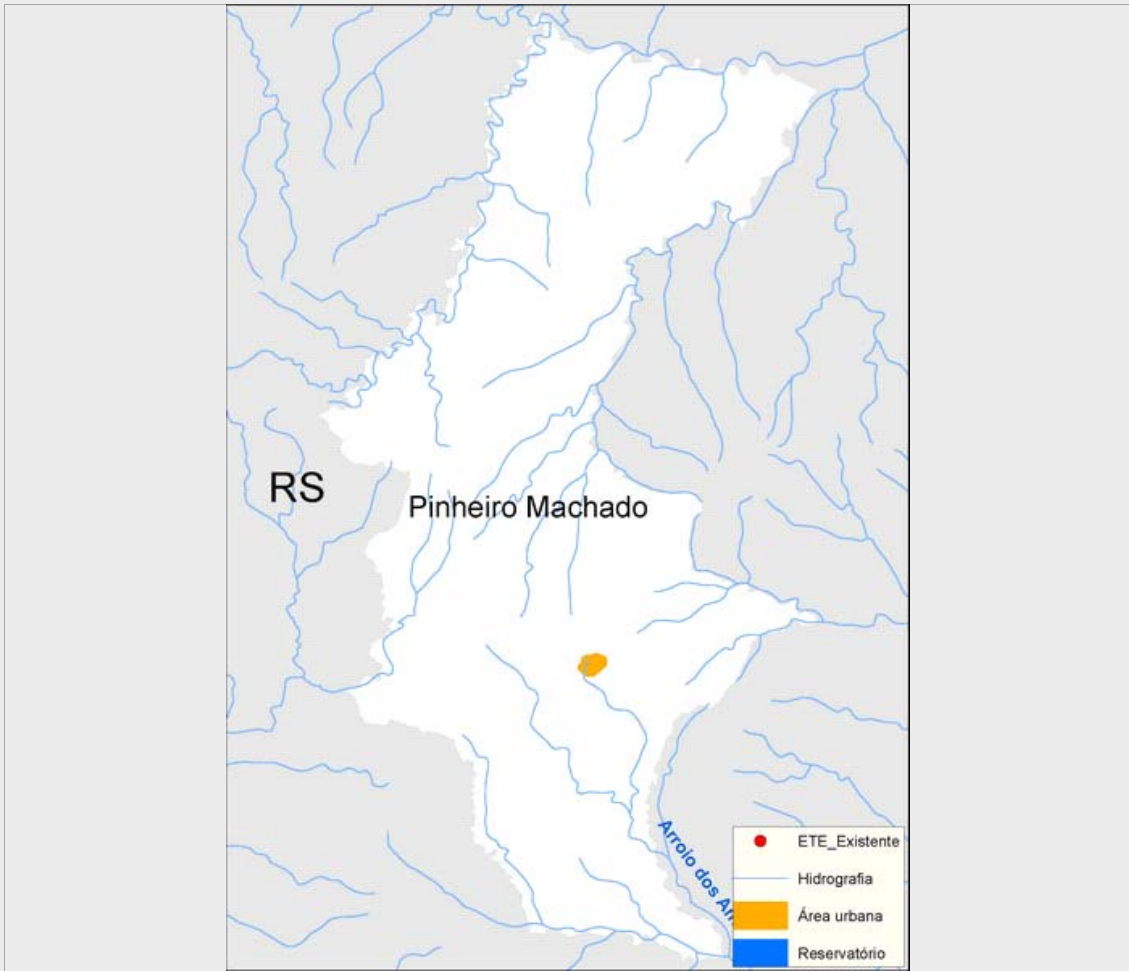 RS
Pinheiro Machado
Arroio dos
ETE_Existente
Hidrografia
Área urbana
Reservatório